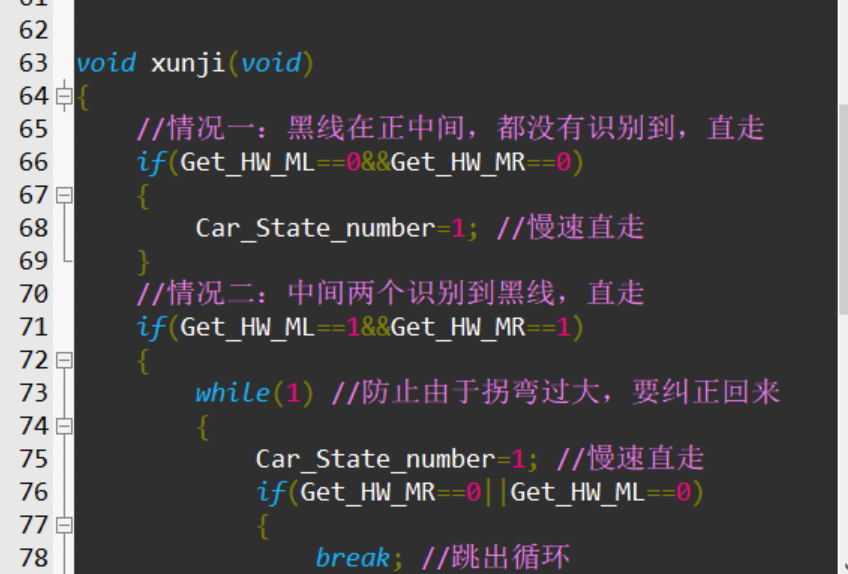 62
63 void xunji(void)
64 {
65 //情况一：黑线在正中间，都没有识别到，直走
66 if(Get_HW_ML==0&&Get_HW_MR==0)
67 {
68 Car_State_number=1; //慢速直走
69 }
70 //情况二：中间两个识别到黑线，直走
71 if(Get_HW_ML==1&&Get_HW_MR==1)
72 {
73 while(1) //防止由于拐弯过大，要纠正回来
74 {
75 Car_State_number=1; //慢速直走
76 if(Get_HW_MR==0||Get_HW_ML==0)
77 {
78 break; //跳出循环